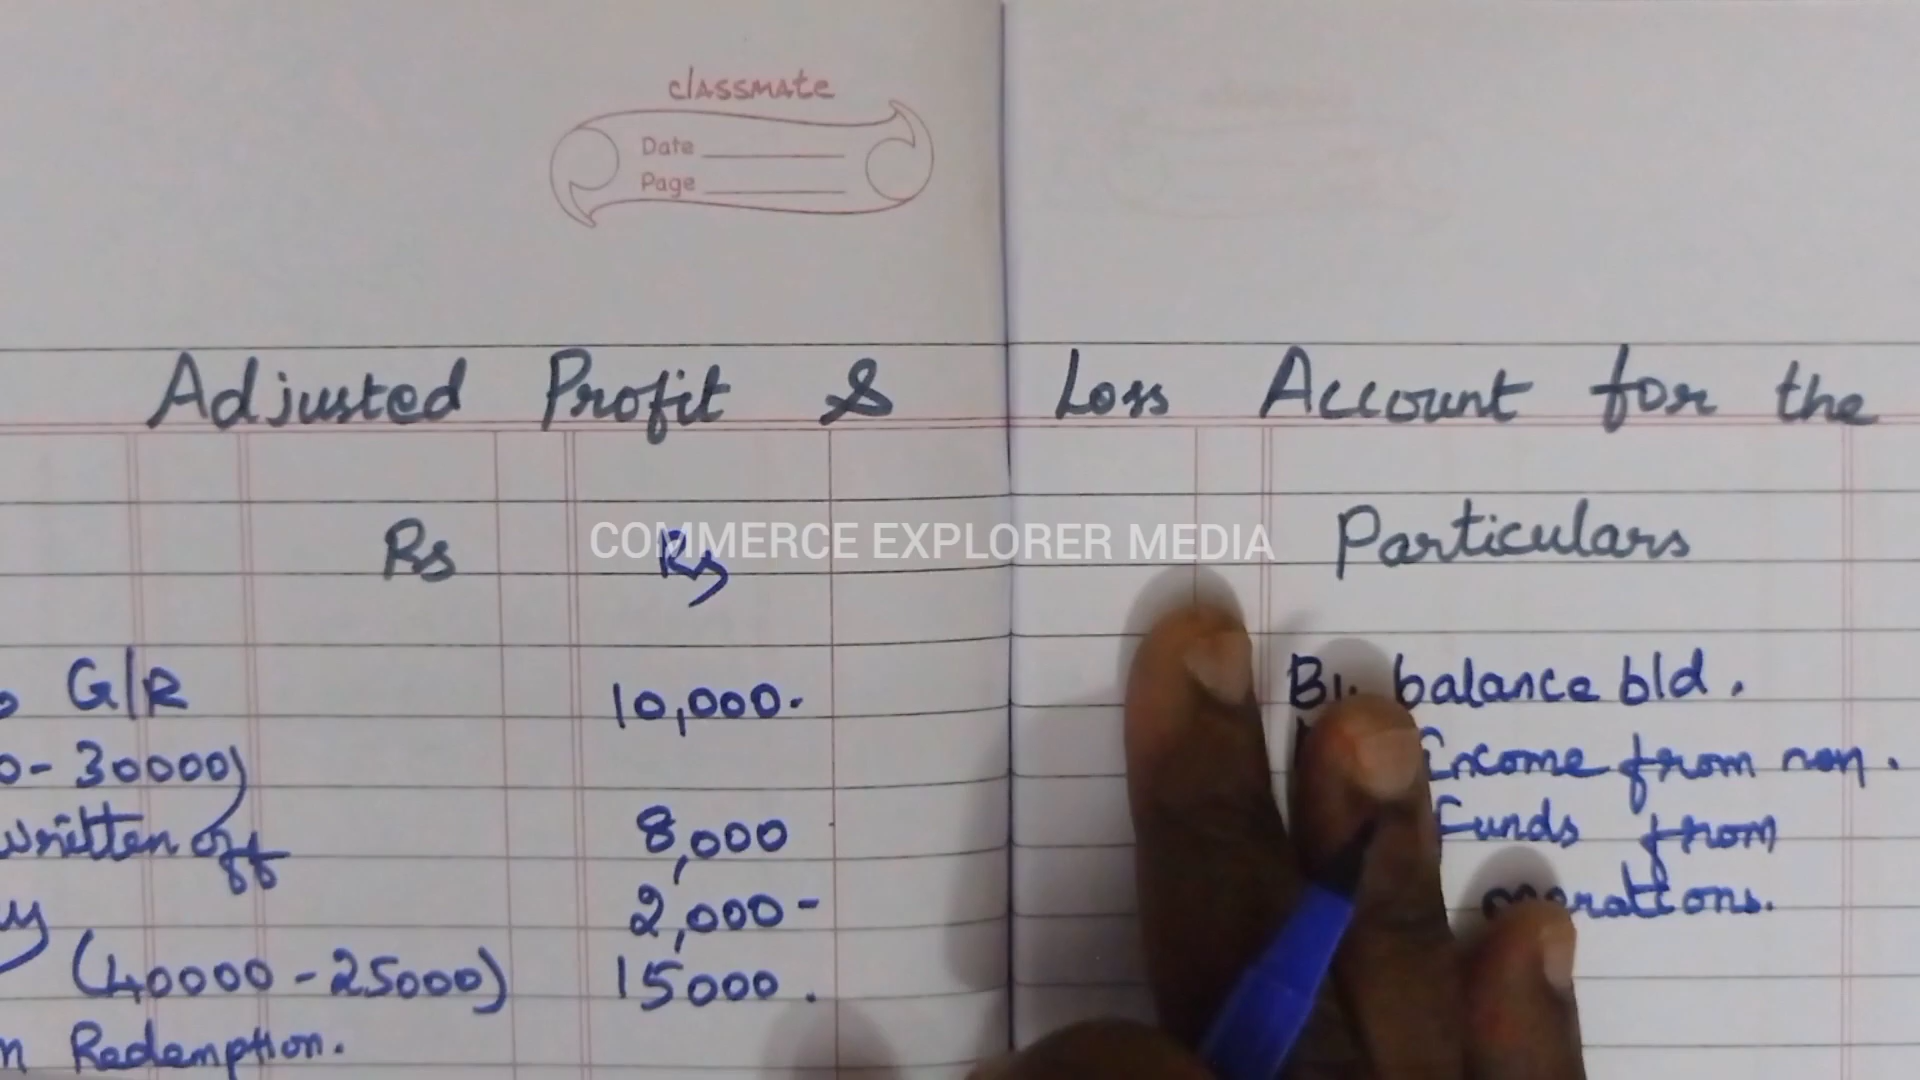 classmate
Date
Page
Adjusted Profit & Loss Account for the
Rs Rs Particulars
COMMERCE EXPLORER MEDIA
G/R 10,000.
By balance b/d.
0-30000)
Income from non.
written off 8,000
Funds from
2,000-
operations.
(40000-25000) 15000.
Redemption.